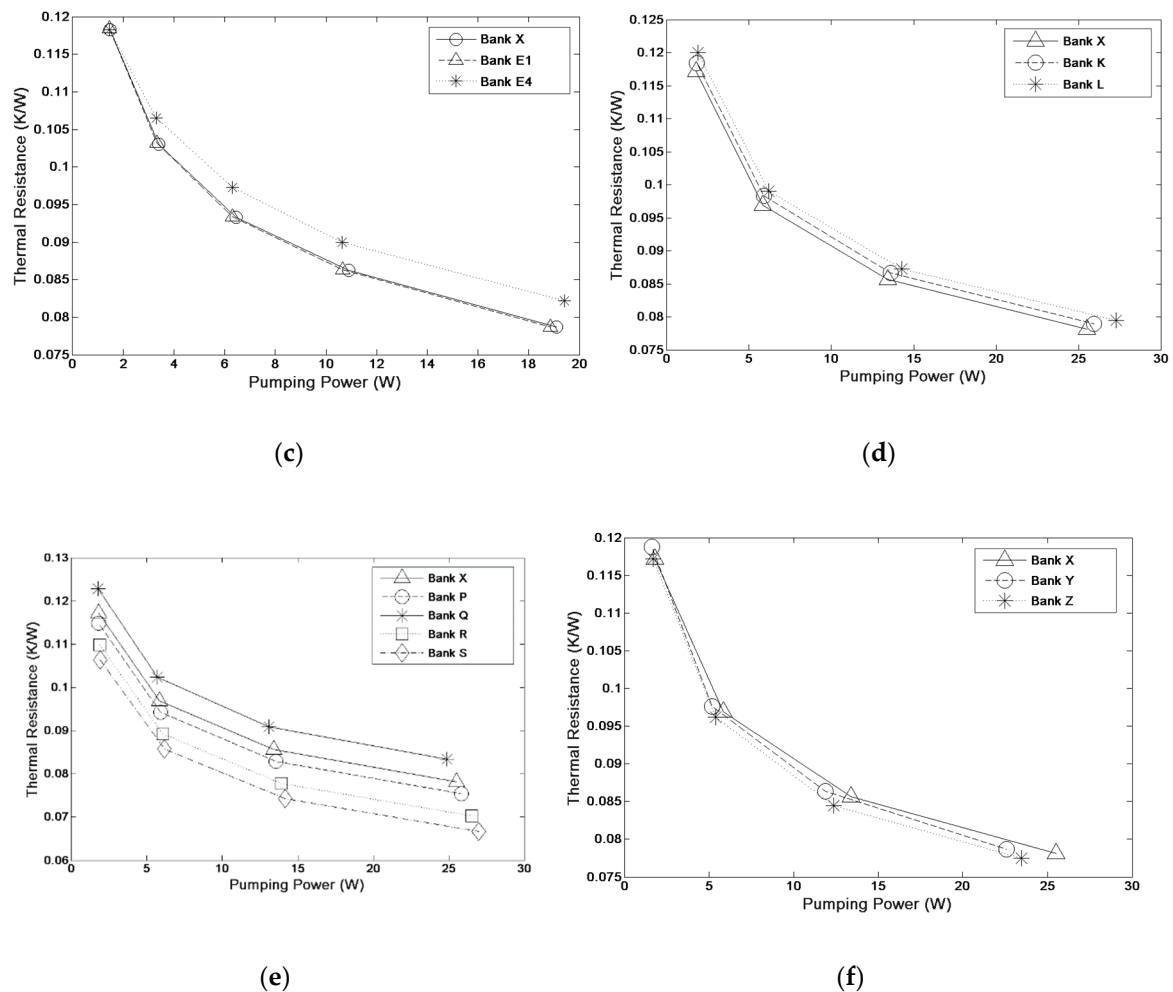 0.12
0.115
0.11
0.105
0.1
0.095
0.09
0.085
0.08
0.075
0 2 4 6 8 10 12 14 16 18 20
Thermal Resistance (K/W)
Pumping Power (W)
Bank X
Bank E1
Bank E4
(c)
0.125
0.12
0.115
0.11
0.105
0.1
0.095
0.09
0.085
0.08
0.075
0 5 10 15 20 25 30
Thermal Resistance (K/W)
Pumping Power (W)
Bank X
Bank K
Bank L
(d)
0.13
0.12
0.11
0.1
0.09
0.08
0.07
0.06
0 5 10 15 20 25 30
Thermal Resistance (K/W)
Pumping Power (W)
Bank X
Bank P
Bank Q
Bank R
Bank S
(e)
0.12
0.115
0.11
0.105
0.1
0.095
0.09
0.085
0.08
0.075
0 5 10 15 20 25 30
Thermal Resistance (K/W)
Pumping Power (W)
Bank X
Bank Y
Bank Z
(f)